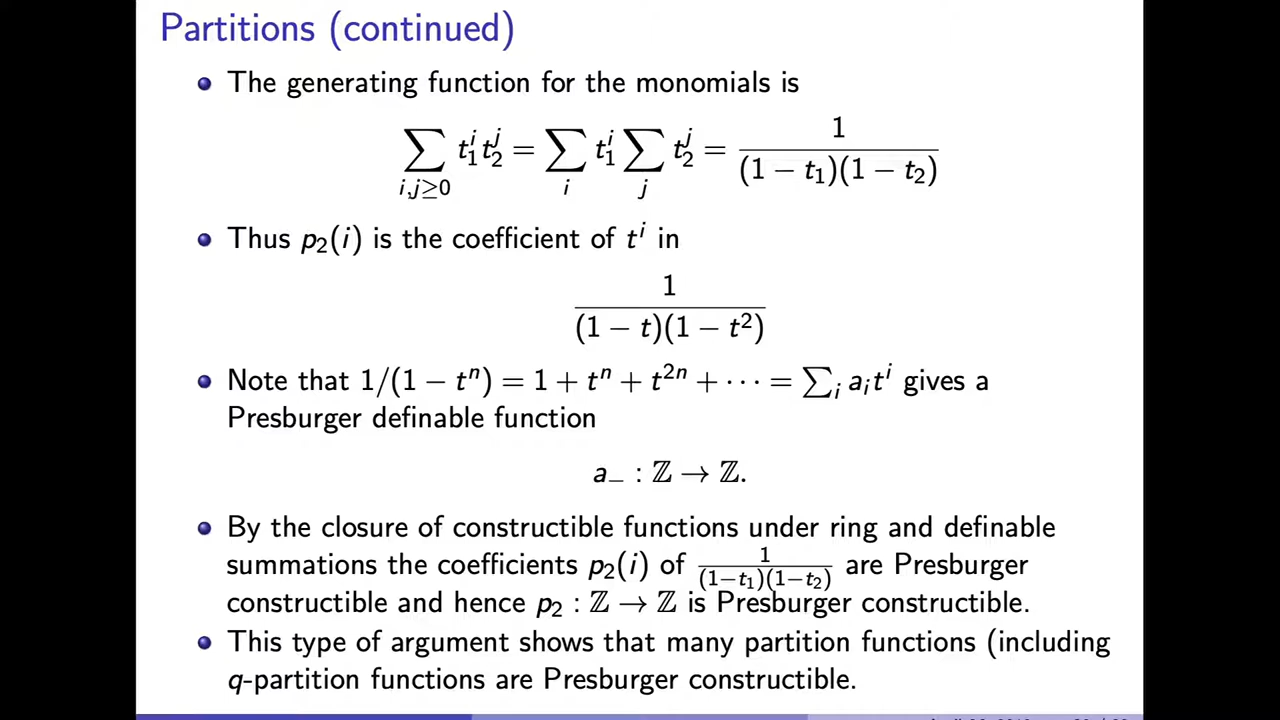 Partitions (continued)
The generating function for the monomials is
∑_{i,j≥0} t_1^i t_2^j = ∑_i t_1^i ∑_j t_2^j = 1/((1 − t_1)(1 − t_2))
Thus p_2(i) is the coefficient of t^i in
1/((1 − t)(1 − t^2))
Note that 1/(1 − t^n) = 1 + t^n + t^{2n} + ⋯ = ∑_i a_i t^i gives a
Presburger definable function
a_− : ℤ → ℤ.
By the closure of constructible functions under ring and definable
summations the coefficients p_2(i) of 1/((1−t_1)(1−t_2)) are Presburger
constructible and hence p_2 : ℤ → ℤ is Presburger constructible.
This type of argument shows that many partition functions (including
q-partition functions are Presburger constructible.